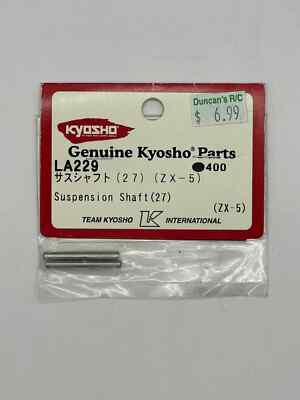 Duncan's R/C
$ 6.99
KYOSHO
Genuine Kyosho® Parts
LA229 ●400
サスシャフト(27)(ZX-5)
Suspension Shaft(27)
(ZX-5)
TEAM KYOSHO K INTERNATIONAL